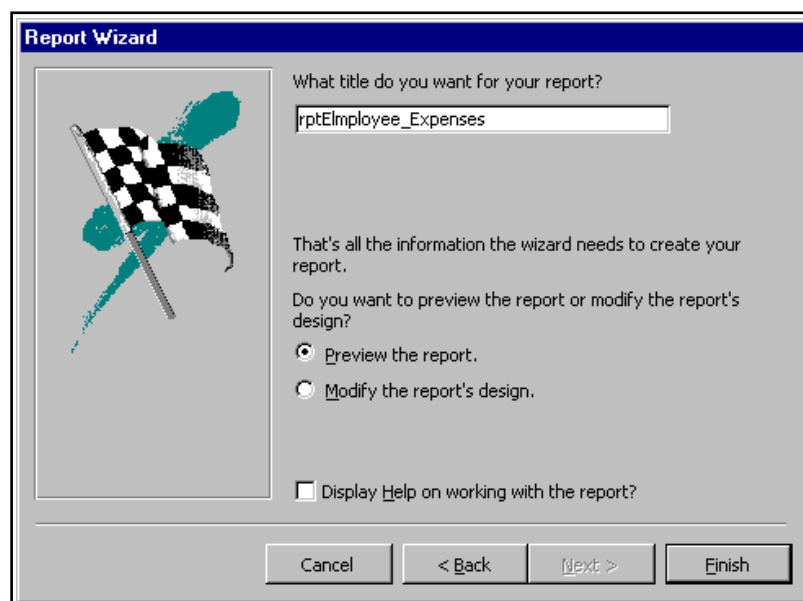 Report Wizard
What title do you want for your report?
rptElmployee_Expenses
That's all the information the wizard needs to create your
report.
Do you want to preview the report or modify the report's
design?
Preview the report.
Modify the report's design.
Display Help on working with the report?
Cancel
< Back
Next >
Finish